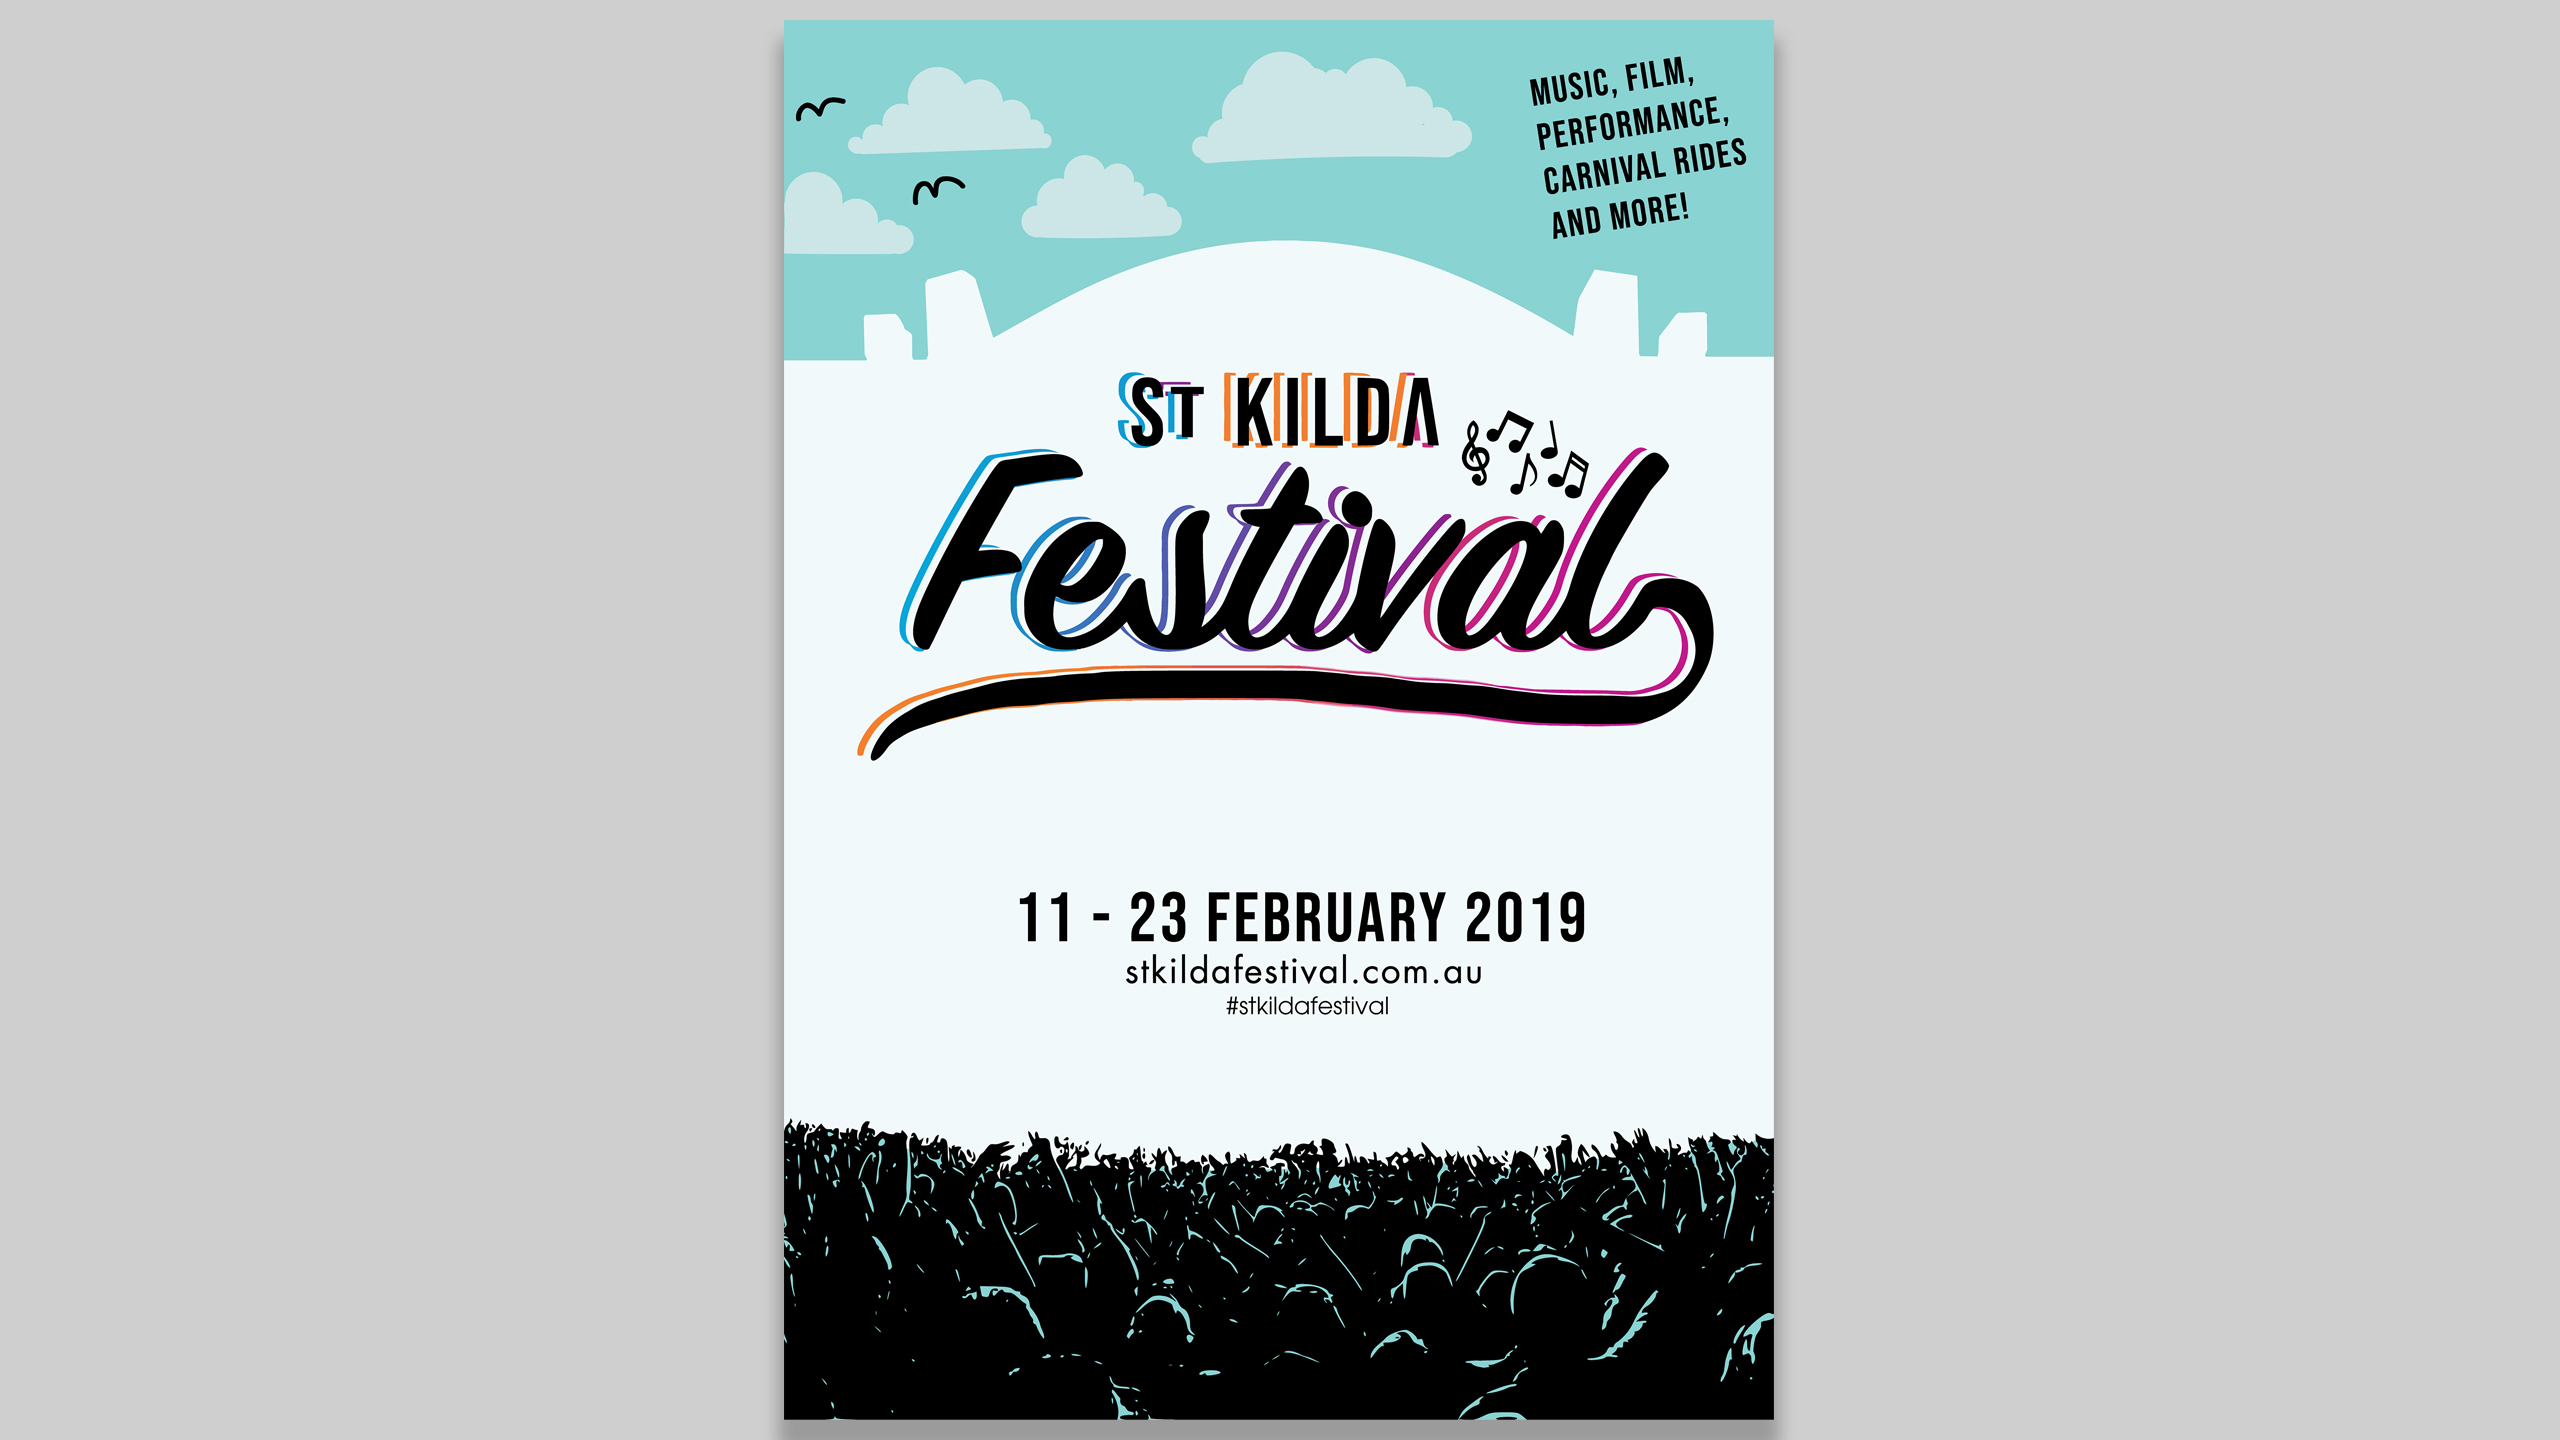 MUSIC, FILM,
PERFORMANCE,
CARNIVAL RIDES
AND MORE!
ST KILDA
Festival
11 - 23 FEBRUARY 2019
stkildafestival.com.au
#stkildafestival